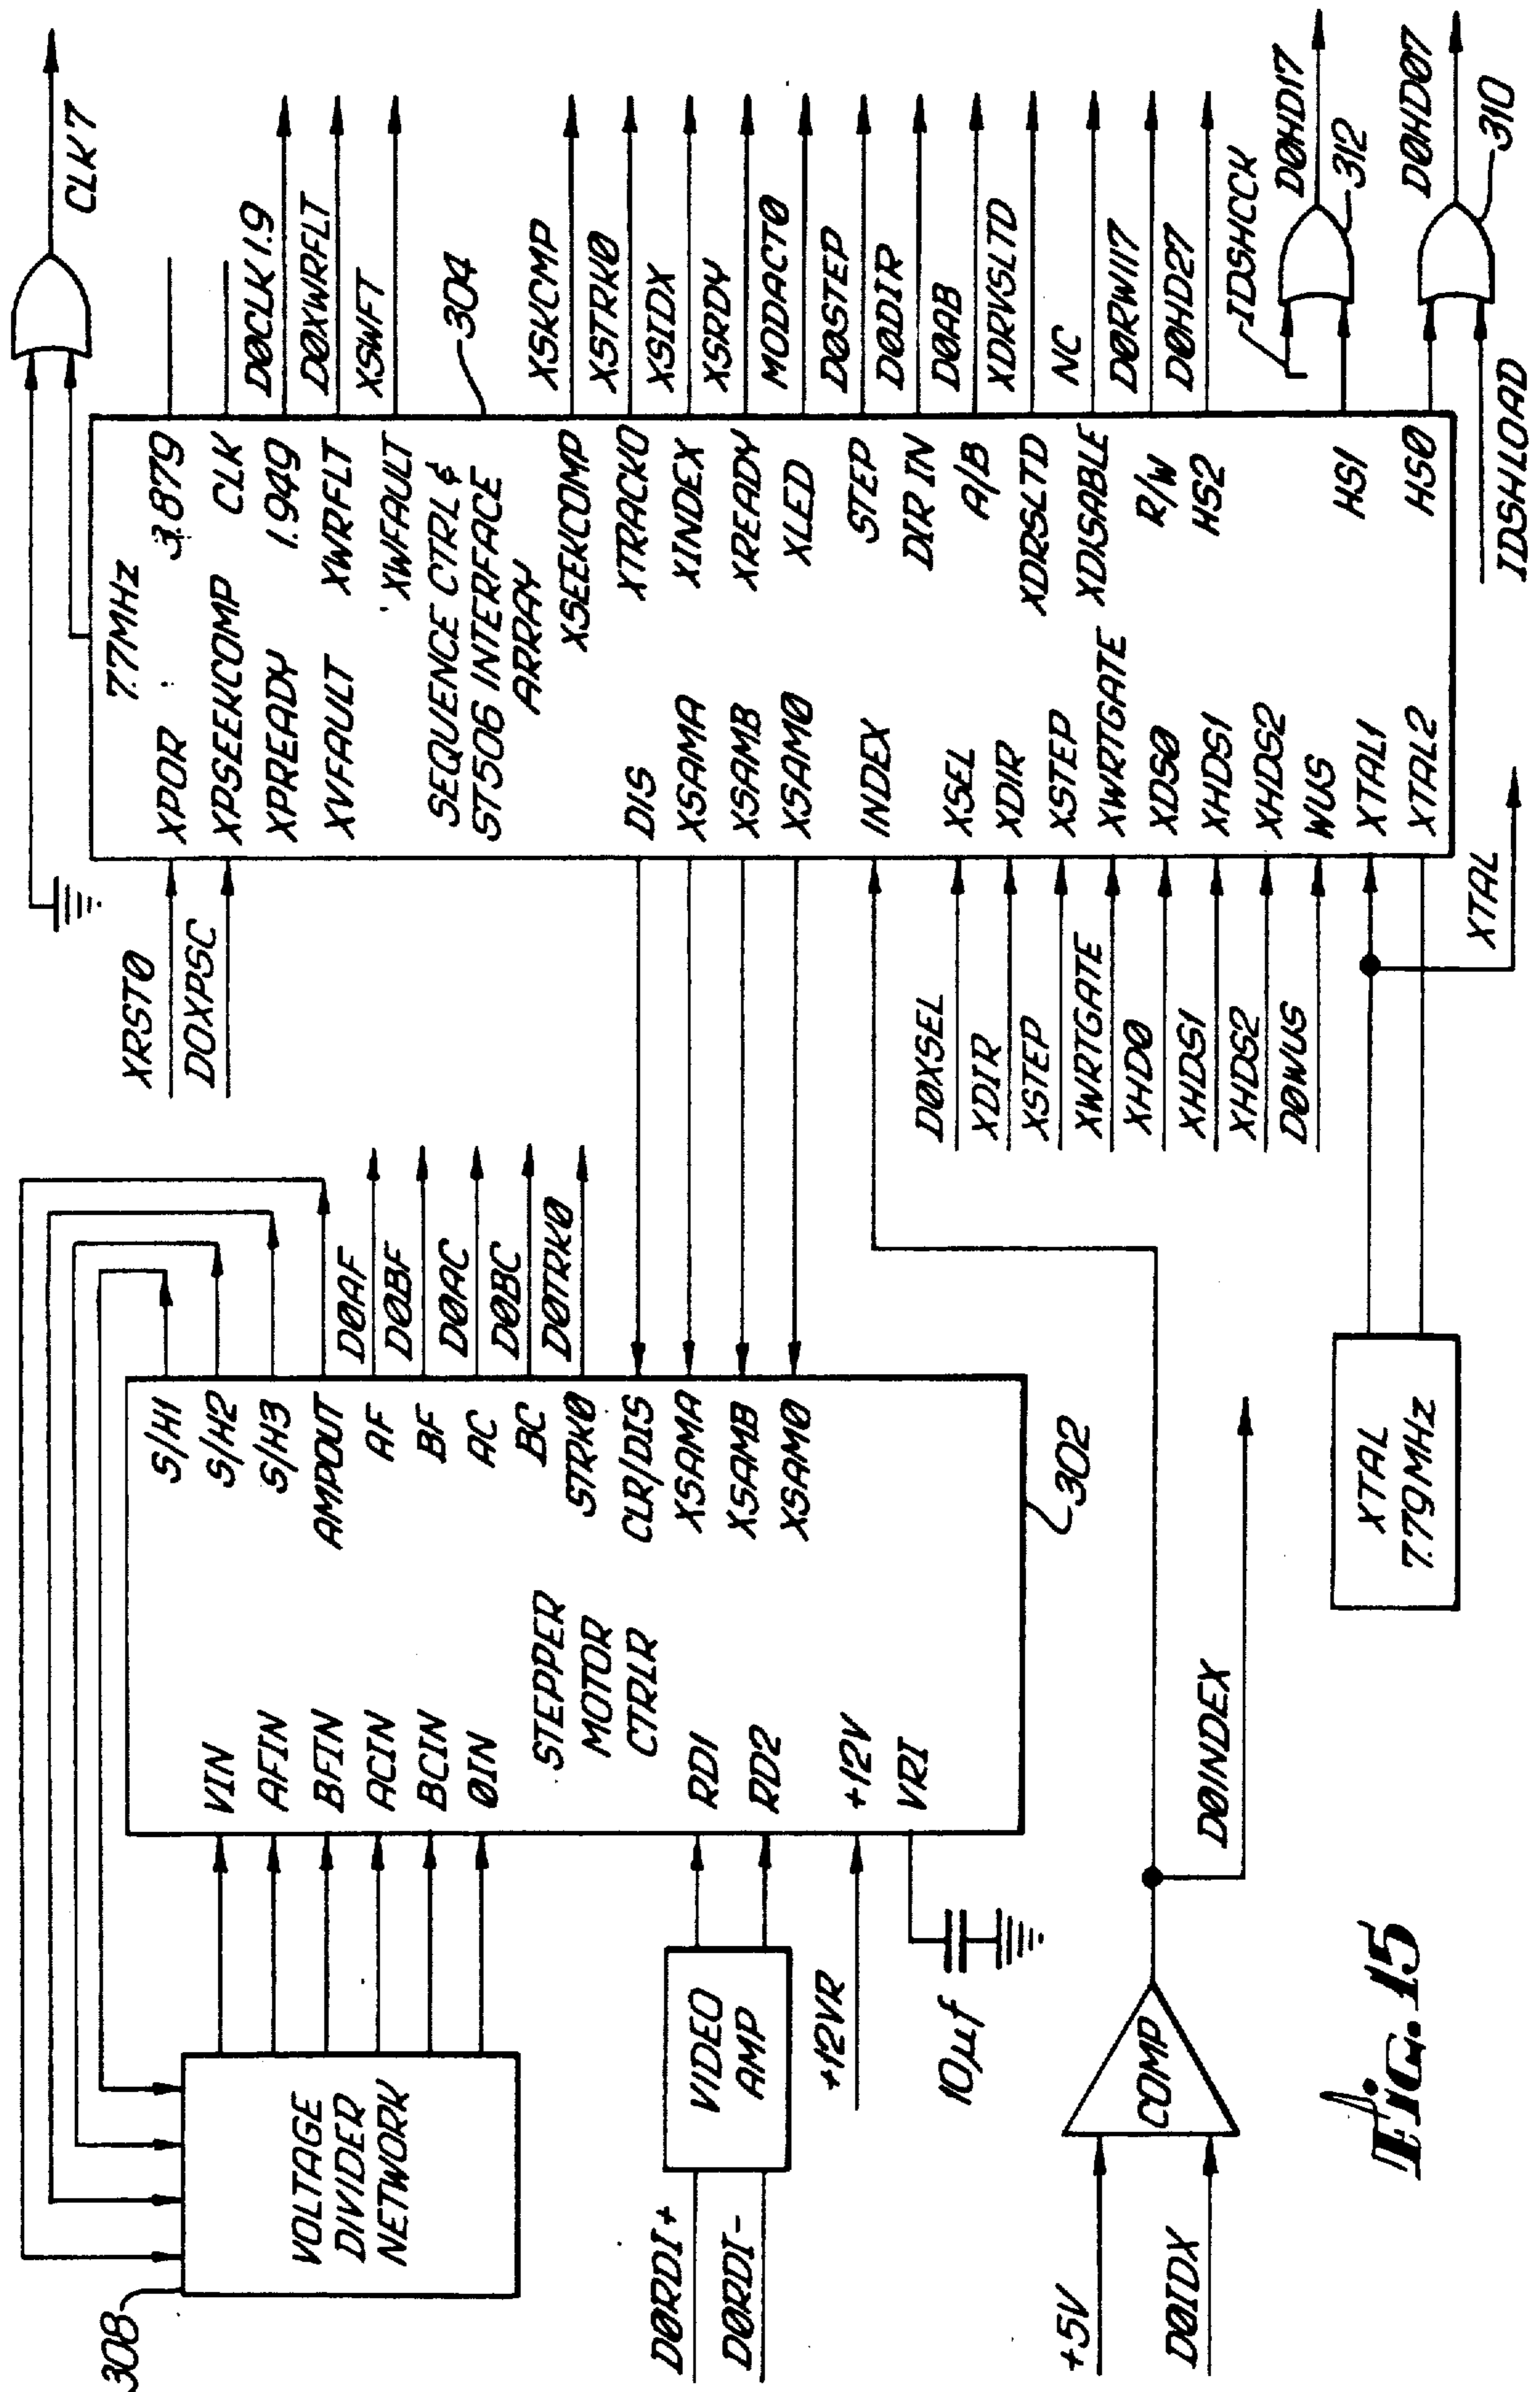 308
VOLTAGE
DIVIDER
NETWORK
VIN
AFIN
BFIN
ACIN
BCIN
0IN
STEPPER
MOTOR
CTRLR
RD1
RD2
+12V
VRI
S/H1
S/H2
S/H3
AMPOUT
AF
BF
AC
BC
STRK0
CLR/DIS
XSAMA
XSAMB
XSAM0
302
D0AF
D0BF
D0AC
D0BC
D0TRK0
D0RDI+
D0RDI-
VIDEO
AMP
+12VR
10µf
+5V
D0IDX
COMP
D0INDEX
XTAL
7.79MHz
XRST0
DOXPSC
D0XSEL
XDIR
XSTEP
XWRTGATE
XHD0
XHDS1
XHDS2
D0WUS
XTAL
7.7MHz
XPOR
XPSEEKCOMP
XPREADY
XVFAULT
SEQUENCE CTRL &
ST506 INTERFACE
ARRAY
DIS
XSAMA
XSAMB
XSAM0
INDEX
XSEL
XDIR
XSTEP
XWRTGATE
XDS0
XHDS1
XHDS2
WUS
XTAL1
XTAL2
3.879
CLK
1.949
XWRFLT
XWFAULT
XSEEKCOMP
XTRACKO
XINDEX
XREADY
XLED
STEP
DIR IN
A/B
XDRSLTD
XDISABLE
R/W
HS2
HS1
HS0
CLK7
D0CLK1.9
D0XWRFLT
XSWFT
304
XSKCMP
XSTRK0
XSIDX
XSRDY
MODACT0
D0STEP
D0DIR
D0AB
XDRVSLTD
NC
D0RW117
D0HD27
IDSHCCK
D0HD17
312
D0HD07
310
IDSHLOAD
Fig. 15